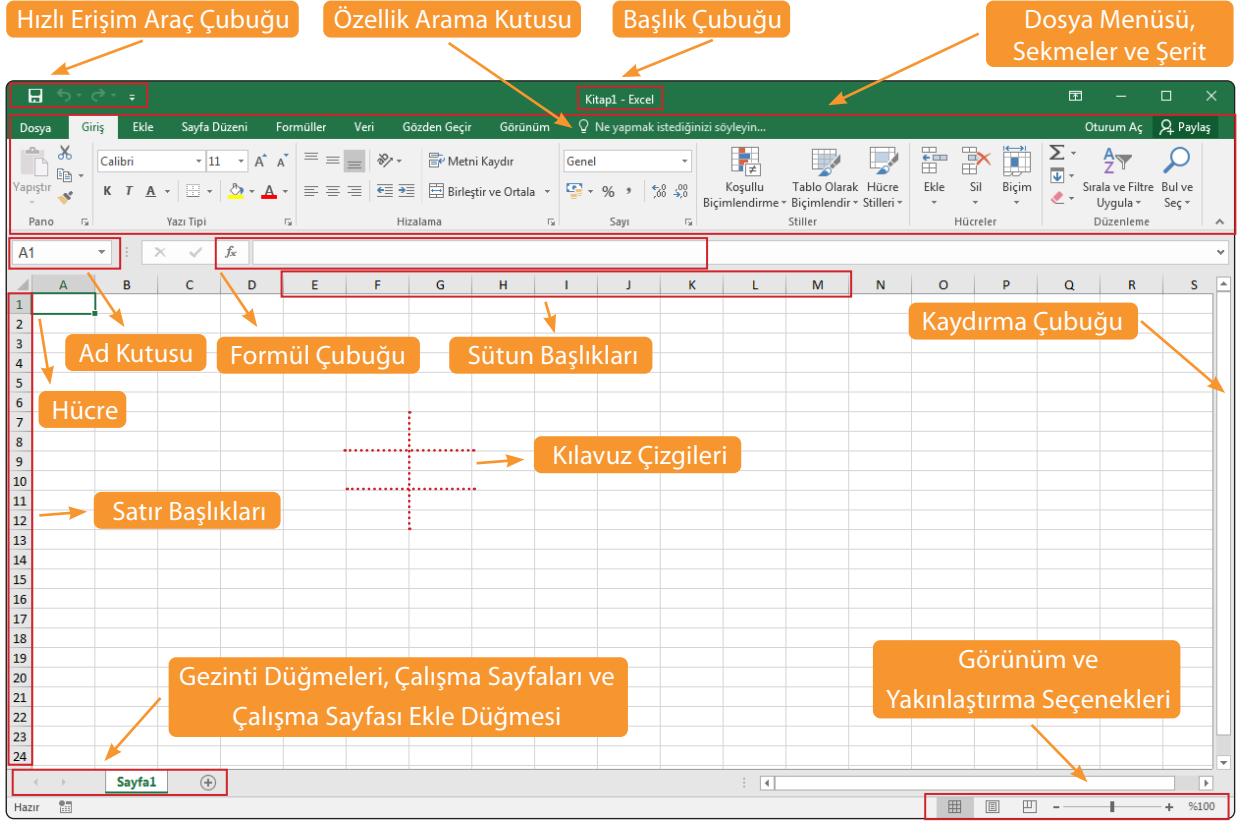 Hızlı Erişim Araç Çubuğu
Özellik Arama Kutusu
Başlık Çubuğu
Dosya Menüsü,
Sekmeler ve Şerit
Kitap1 - Excel
Dosya Giriş Ekle Sayfa Düzeni Formüller Veri Gözden Geçir Görünüm Ne yapmak istediğinizi söyleyin... Oturum Aç Paylaş
Yapıştır
Calibri 11 A A
K T A A
Metni Kaydır
Birleştir ve Ortala
Genel
% , ,00 ,00
Koşullu
Biçimlendirme
Tablo Olarak
Biçimlendir
Hücre
Stilleri
Ekle Sil Biçim
Sırala ve Filtre
Uygula
Bul ve
Seç
Pano Yazı Tipi Hizalama Sayı Stiller Hücreler Düzenleme
A1 fx
A B C D E F G H I J K L M N O P Q R S
1
2
3
4
5
6
7
8
9
10
11
12
13
14
15
16
17
18
19
20
21
22
23
24
Ad Kutusu
Formül Çubuğu
Sütun Başlıkları
Kaydırma Çubuğu
Hücre
Kılavuz Çizgileri
Satır Başlıkları
Gezinti Düğmeleri, Çalışma Sayfaları ve
Çalışma Sayfası Ekle Düğmesi
Görünüm ve
Yakınlaştırma Seçenekleri
Sayfa1
Hazır
%100